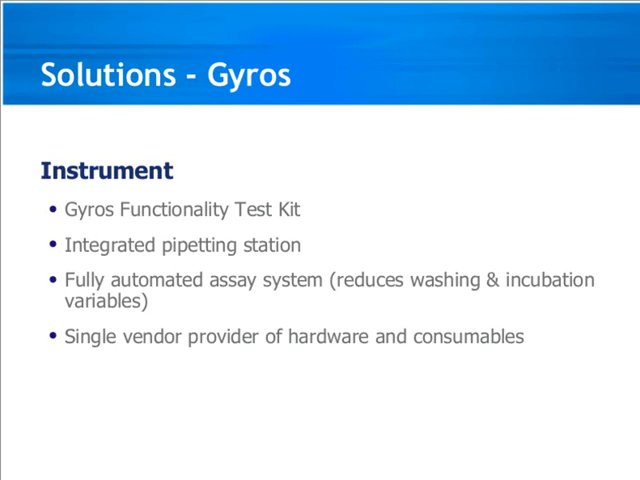 Solutions - Gyros
Instrument
• Gyros Functionality Test Kit
• Integrated pipetting station
• Fully automated assay system (reduces washing & incubation
variables)
• Single vendor provider of hardware and consumables